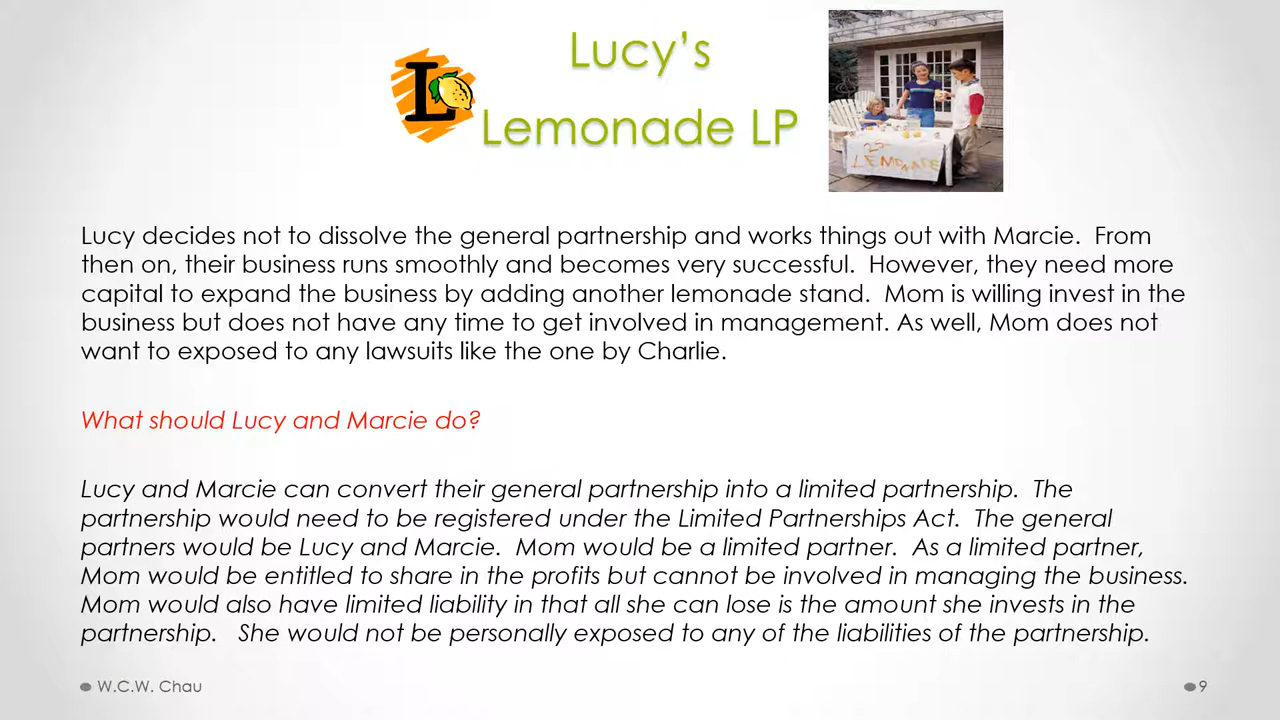 Lucy's
L
Lemonade LP
22
LEMONADE
Lucy decides not to dissolve the general partnership and works things out with Marcie.  From
then on, their business runs smoothly and becomes very successful.  However, they need more
capital to expand the business by adding another lemonade stand.  Mom is willing invest in the
business but does not have any time to get involved in management. As well, Mom does not
want to exposed to any lawsuits like the one by Charlie.
What should Lucy and Marcie do?
Lucy and Marcie can convert their general partnership into a limited partnership.  The
partnership would need to be registered under the Limited Partnerships Act.  The general
partners would be Lucy and Marcie.  Mom would be a limited partner.  As a limited partner,
Mom would be entitled to share in the profits but cannot be involved in managing the business.
Mom would also have limited liability in that all she can lose is the amount she invests in the
partnership.   She would not be personally exposed to any of the liabilities of the partnership.
W.C.W. Chau
9